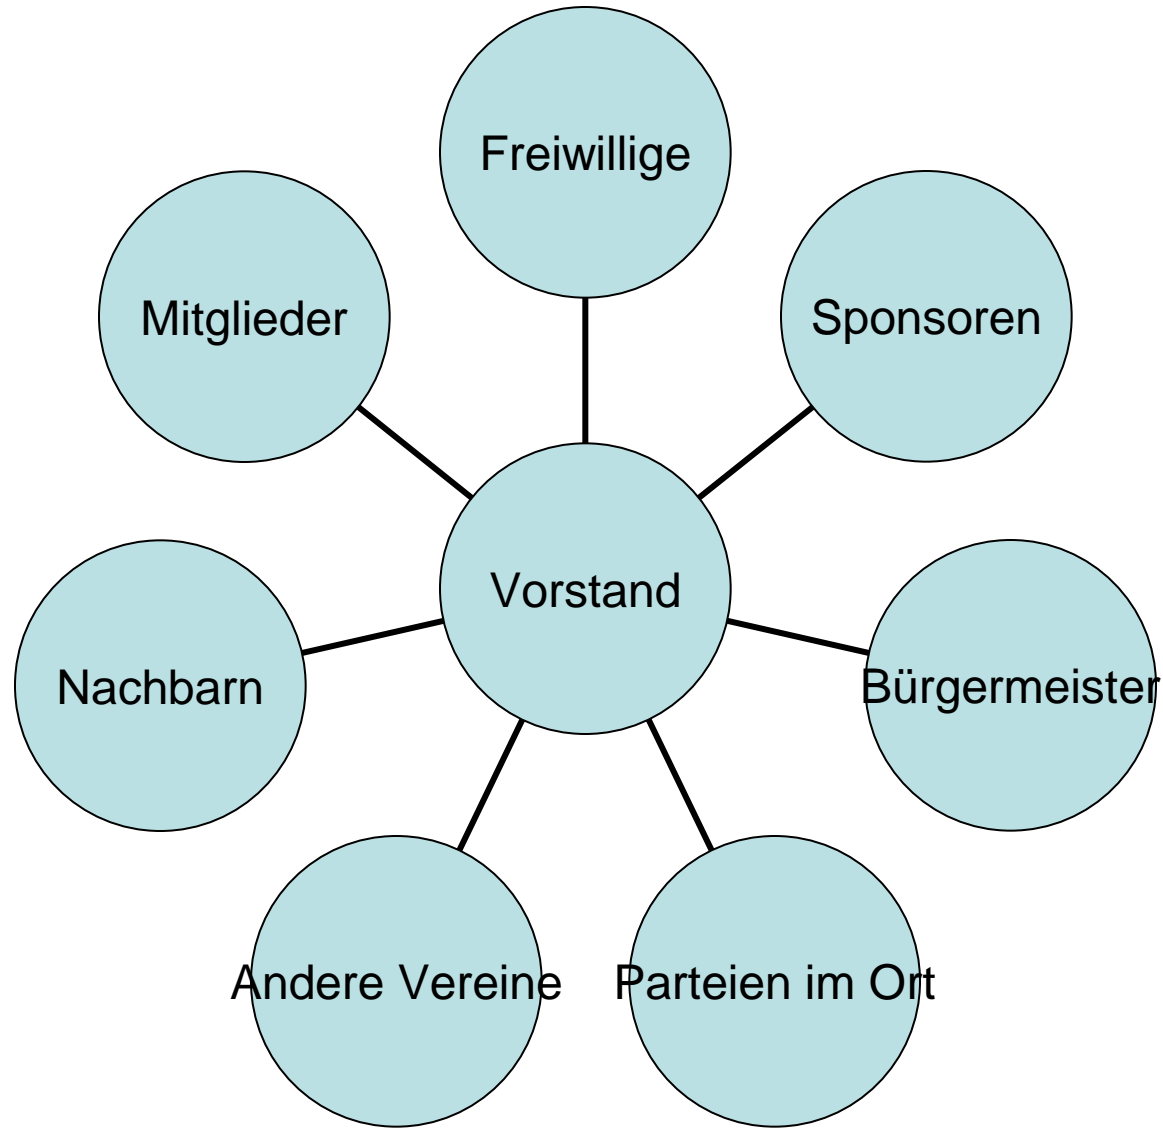 Freiwillige
Mitglieder
Sponsoren
Vorstand
Nachbarn
Bürgermeister
Andere Vereine
Parteien im Ort